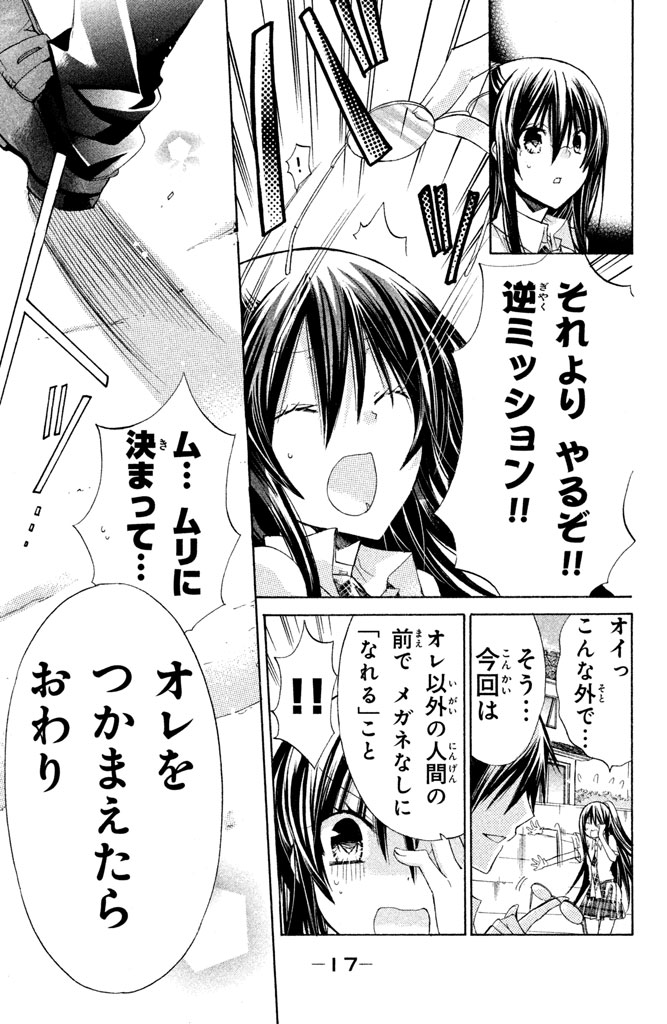 それより やるぞ!!
逆ミッション!!
!
オイっ
こんな外で…
そう…
今回は
オレ以外の人間の
前で メガネなしに
「なれる」こと
!!
ム… ムリに
決まって…
オレを
つかまえたら
おわり
-17-